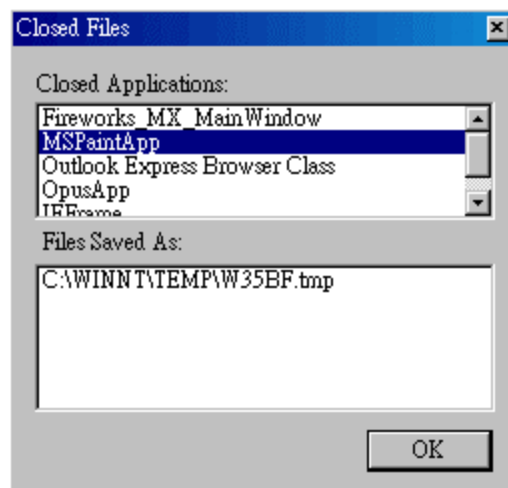 Closed Files
Closed Applications:
Fireworks_MX_MainWindow
MSPaintApp
Outlook Express Browser Class
OpusApp
IEFrame
Files Saved As:
C:\WINNT\TEMP\W35BF.tmp
OK